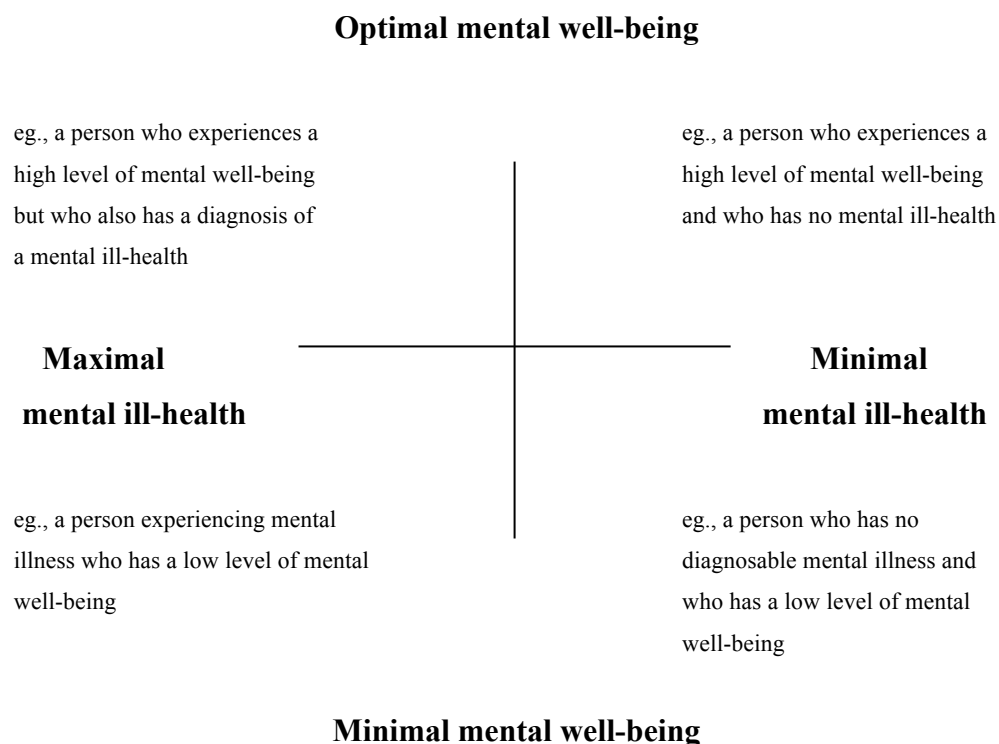 Optimal mental well-being
eg., a person who experiences a
high level of mental well-being
but who also has a diagnosis of
a mental ill-health
eg., a person who experiences a
high level of mental well-being
and who has no mental ill-health
Maximal
mental ill-health
Minimal
mental ill-health
eg., a person experiencing mental
illness who has a low level of mental
well-being
eg., a person who has no
diagnosable mental illness and
who has a low level of mental
well-being
Minimal mental well-being